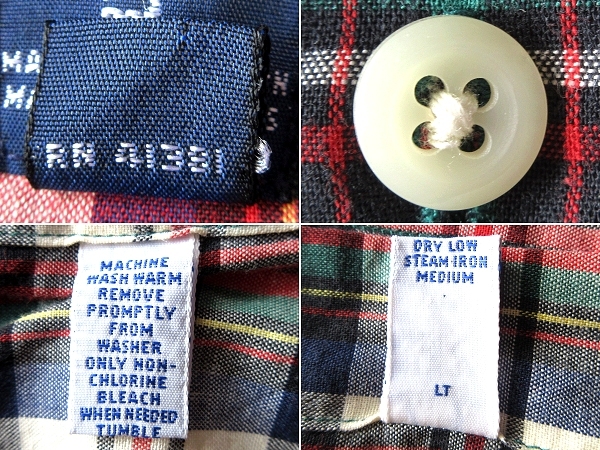 RN 41381
MACHINE
WASH WARM
REMOVE
PROMPTLY
FROM
WASHER
ONLY NON-
CHLORINE
BLEACH
WHEN NEEDED
TUMBLE
DRY LOW
STEAM IRON
MEDIUM
LT